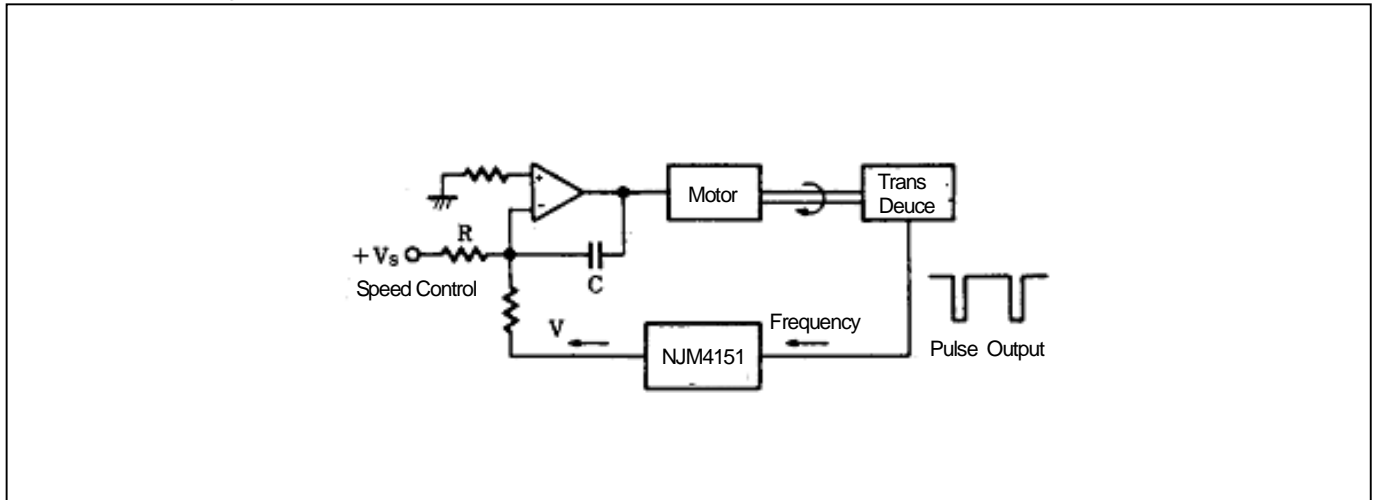 +
-
Motor
Trans
Deuce
R
+ Vs
C
Speed Control
V
NJM4151
Frequency
Pulse Output